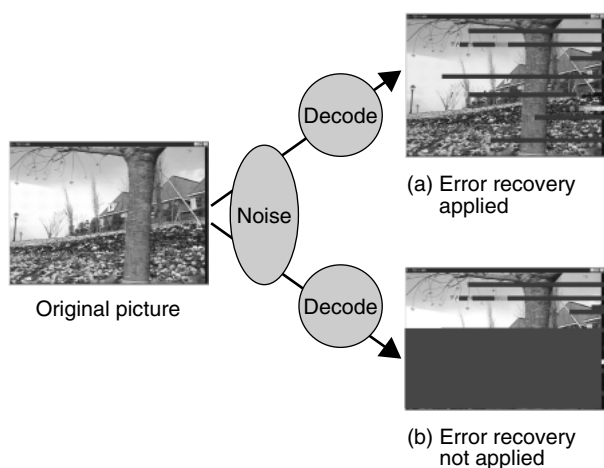 Original picture
Noise
Decode
Decode
(a) Error recovery
applied
(b) Error recovery
not applied